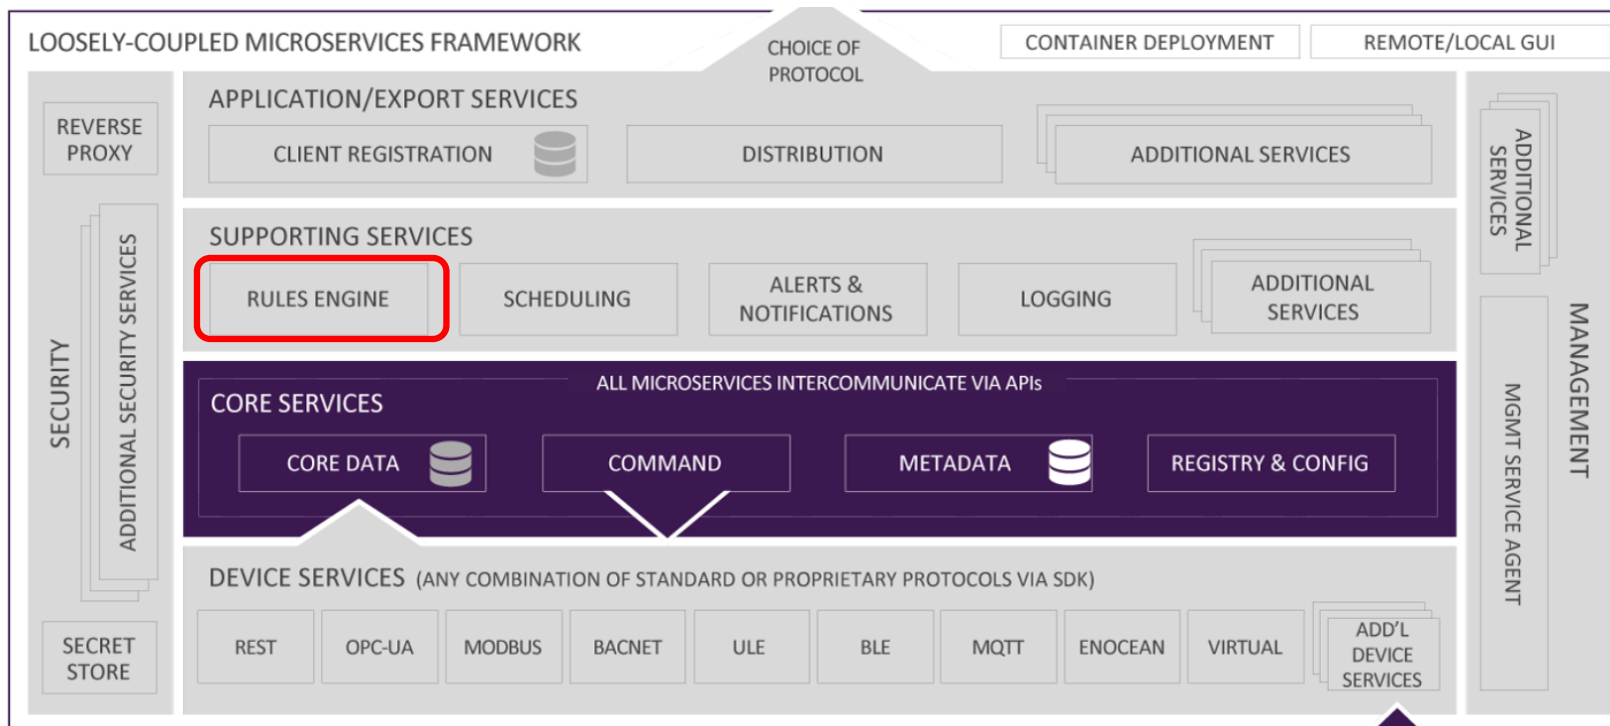 LOOSELY-COUPLED MICROSERVICES FRAMEWORK
CHOICE OF
PROTOCOL
CONTAINER DEPLOYMENT
REMOTE/LOCAL GUI
REVERSE
PROXY
SECURITY
ADDITIONAL SECURITY SERVICES
SECRET
STORE
APPLICATION/EXPORT SERVICES
CLIENT REGISTRATION
DISTRIBUTION
ADDITIONAL SERVICES
SUPPORTING SERVICES
RULES ENGINE
SCHEDULING
ALERTS &
NOTIFICATIONS
LOGGING
ADDITIONAL
SERVICES
ALL MICROSERVICES INTERCOMMUNICATE VIA APIs
CORE SERVICES
CORE DATA
COMMAND
METADATA
REGISTRY & CONFIG
DEVICE SERVICES (ANY COMBINATION OF STANDARD OR PROPRIETARY PROTOCOLS VIA SDK)
REST
OPC-UA
MODBUS
BACNET
ULE
BLE
MQTT
ENOCEAN
VIRTUAL
ADD'L
DEVICE
SERVICES
ADDITIONAL
SERVICES
MANAGEMENT
MGMT SERVICE AGENT